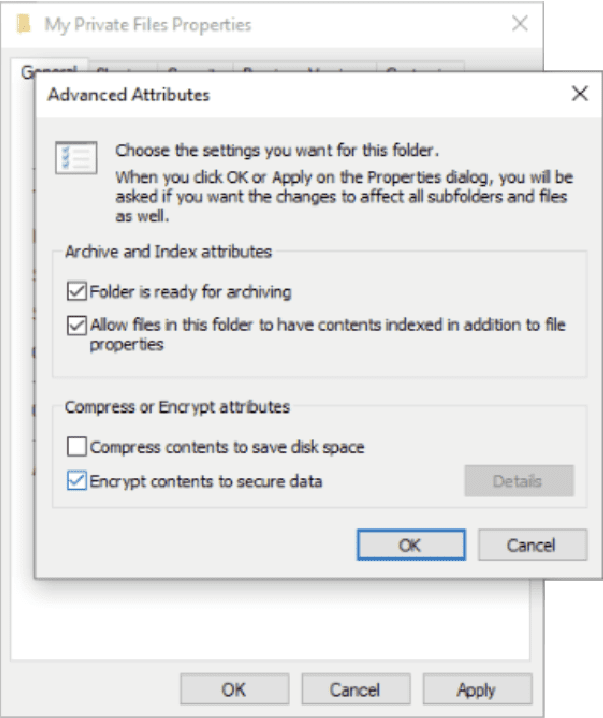 My Private Files Properties
General
Advanced Attributes
Choose the settings you want for this folder.
When you click OK or Apply on the Properties dialog, you will be
asked if you want the changes to affect all subfolders and files
as well.
Archive and Index attributes
Folder is ready for archiving
Allow files in this folder to have contents indexed in addition to file
properties
Compress or Encrypt attributes
Compress contents to save disk space
Encrypt contents to secure data
Details
OK
Cancel
OK
Cancel
Apply